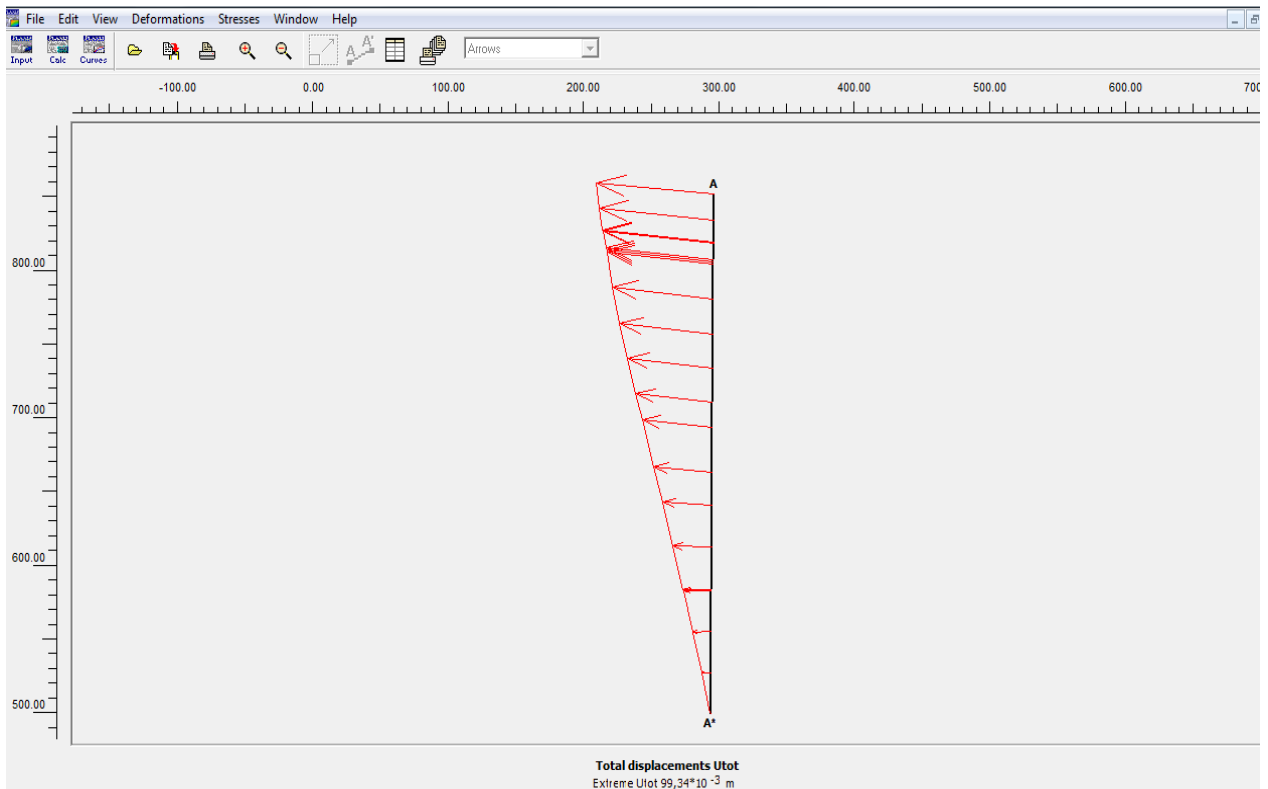 File Edit View Deformations Stresses Window Help
Input Calc Curves A A* Arrows
-100.00 0.00 100.00 200.00 300.00 400.00 500.00 600.00 700
A
800.00
700.00
600.00
500.00
A*
Total displacements Utot
Extreme Utot 99,34*10 -3 m